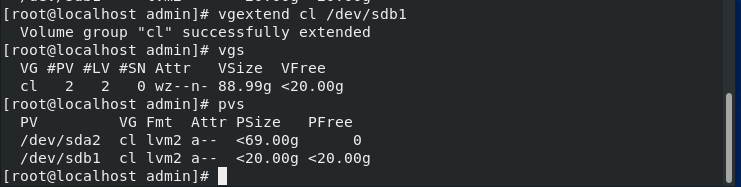 [root@localhost admin]# vgextend cl /dev/sdb1
  Volume group "cl" successfully extended
[root@localhost admin]# vgs
  VG #PV #LV #SN Attr   VSize  VFree
  cl   2   2   0 wz--n- 88.99g <20.00g
[root@localhost admin]# pvs
  PV         VG Fmt  Attr PSize   PFree
  /dev/sda2  cl lvm2 a--  <69.00g      0
  /dev/sdb1  cl lvm2 a--  <20.00g <20.00g
[root@localhost admin]#